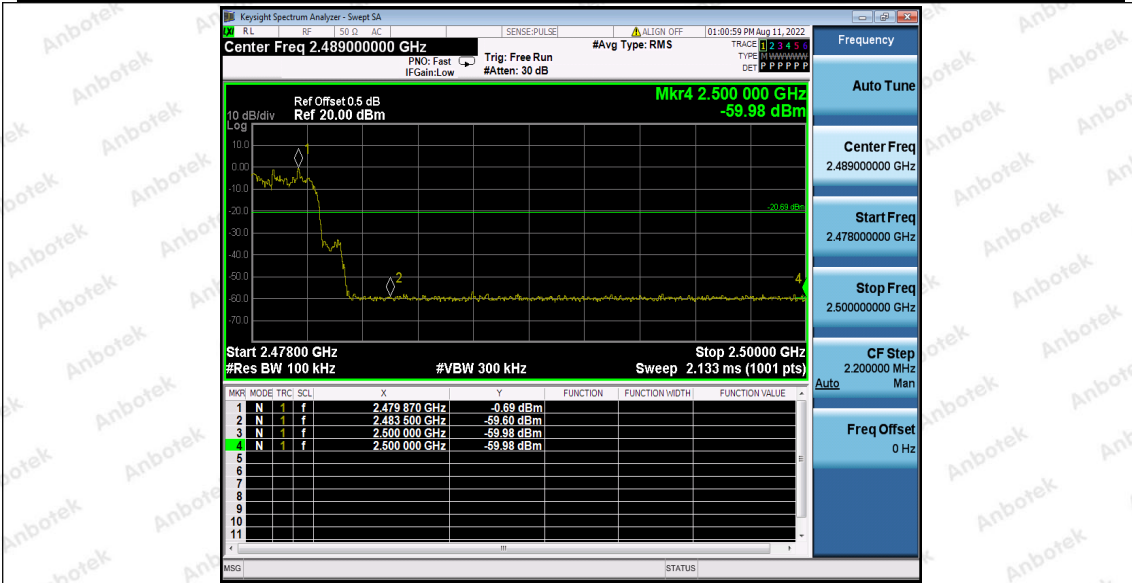 Keysight Spectrum Analyzer - Swept SA
RL RF 50 Ω AC SENSE:PULSE ALIGN OFF 01:00:59 PM Aug 11, 2022
Center Freq 2.489000000 GHz
#Avg Type: RMS
TRACE 1 2 3 4 5 6
PNO: Fast Trig: Free Run
TYPE M WWWWW
IFGain:Low #Atten: 30 dB
DET P P P P P P
Mkr4 2.500 000 GHz
-59.98 dBm
Ref Offset 0.5 dB
10 dB/div Ref 20.00 dBm
Log
10.0
0.00
-10.0
-20.0
-30.0
-40.0
-50.0
-60.0
-70.0
1
2
4
-20.69 dBm
Start 2.47800 GHz Stop 2.50000 GHz
#Res BW 100 kHz #VBW 300 kHz Sweep 2.133 ms (1001 pts)
MKR MODE TRC SCL X Y FUNCTION FUNCTION WIDTH FUNCTION VALUE
1 N 1 f 2.479 870 GHz -0.69 dBm
2 N 1 f 2.483 500 GHz -59.60 dBm
3 N 1 f 2.500 000 GHz -59.98 dBm
4 N 1 f 2.500 000 GHz -59.98 dBm
5
6
7
8
9
10
11
MSG STATUS
Frequency
Auto Tune
Center Freq
2.489000000 GHz
Start Freq
2.478000000 GHz
Stop Freq
2.500000000 GHz
CF Step
2.200000 MHz
Auto Man
Freq Offset
0 Hz
Anbotek